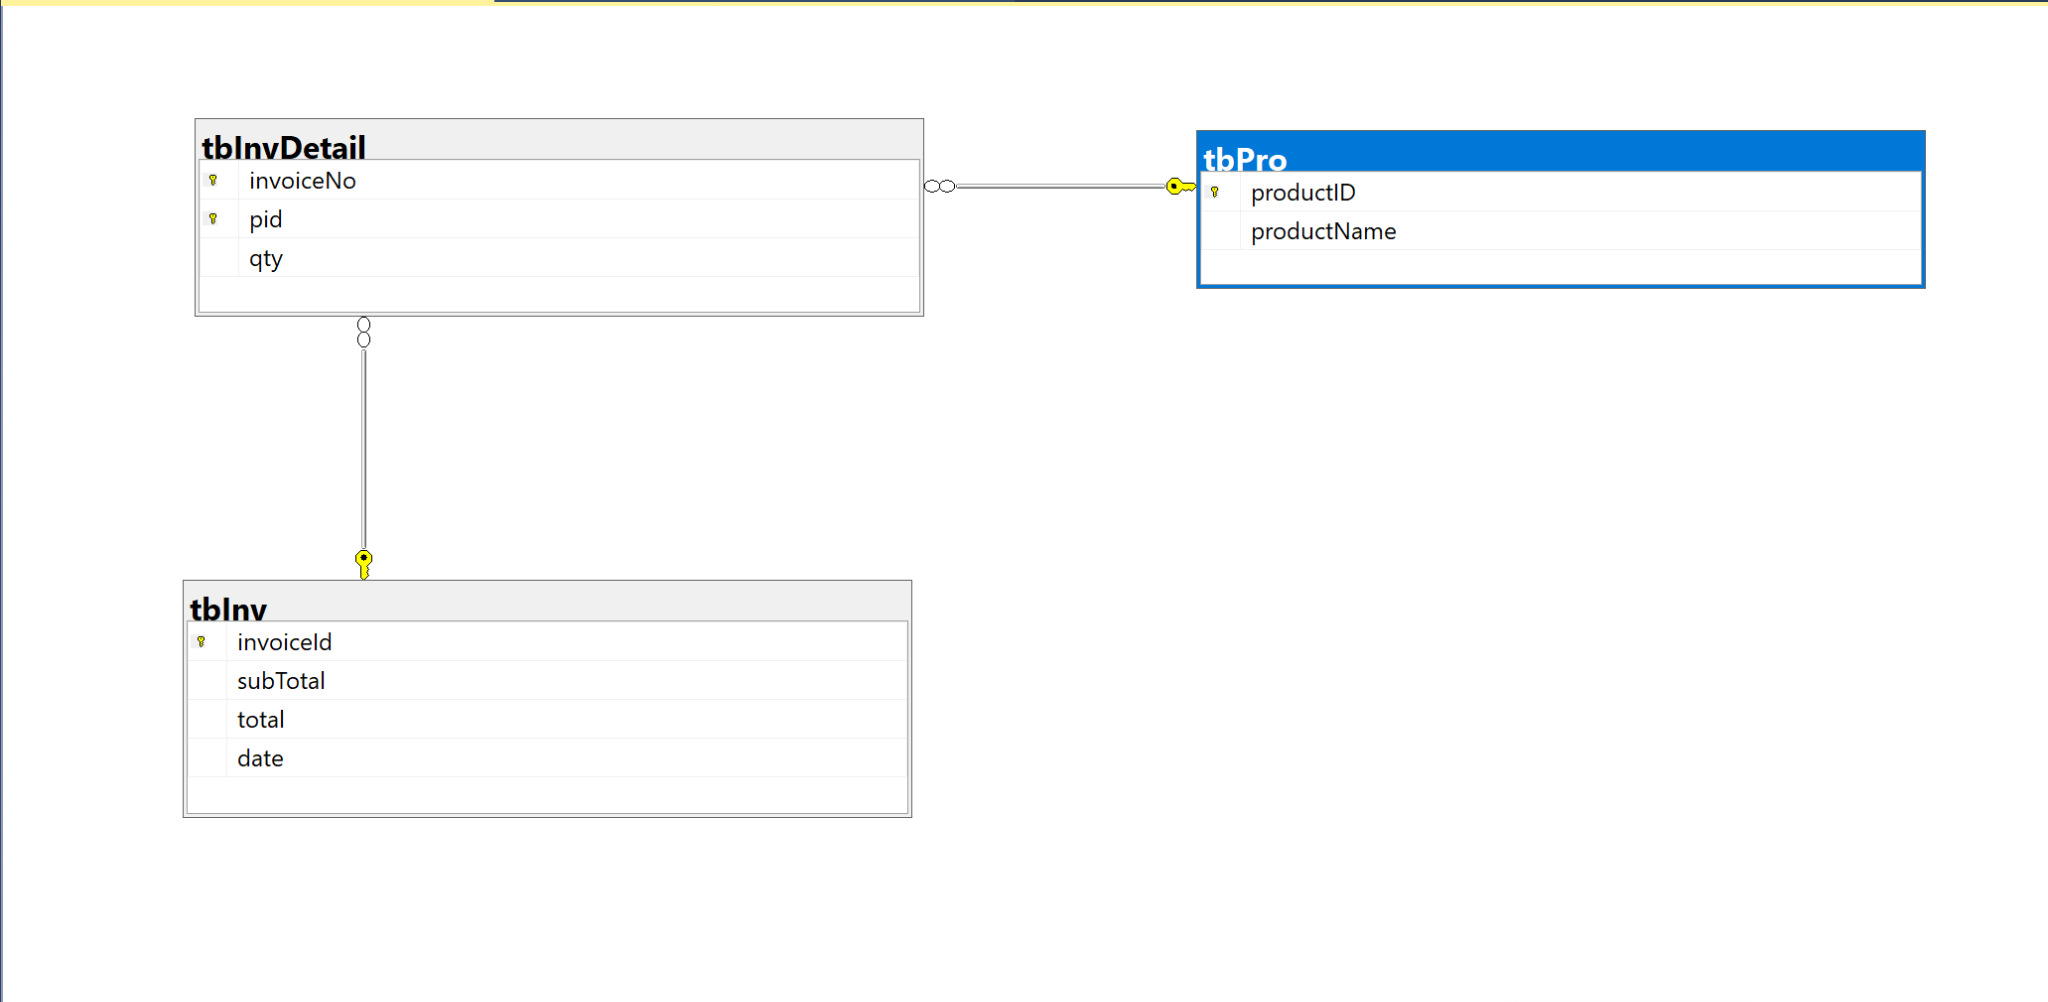 tbInvDetail
invoiceNo
pid
qty
tbPro
productID
productName
tbInv
invoiceId
subTotal
total
date